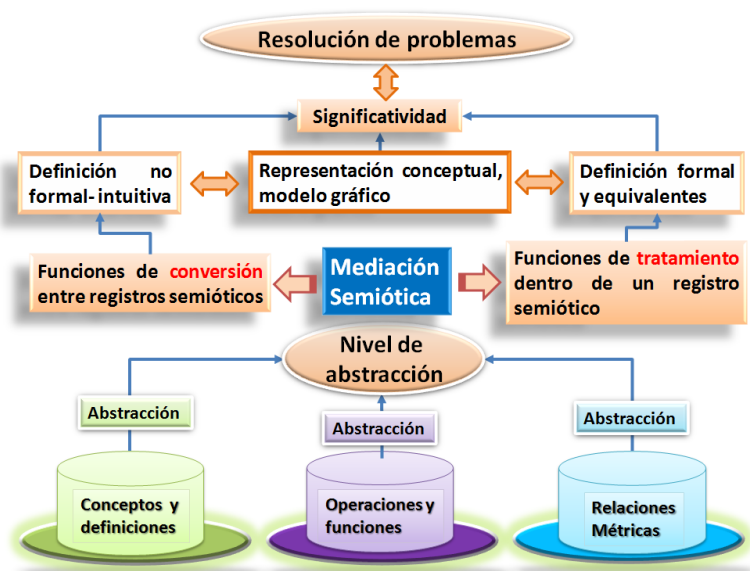 Resolución de problemas
Significatividad
Definición no
formal- intuitiva
Representación conceptual,
modelo gráfico
Definición formal
y equivalentes
Funciones de conversión
entre registros semióticos
Mediación
Semiótica
Funciones de tratamiento
dentro de un registro
semiótico
Nivel de
abstracción
Abstracción
Abstracción
Abstracción
Conceptos y
definiciones
Operaciones y
funciones
Relaciones
Métricas